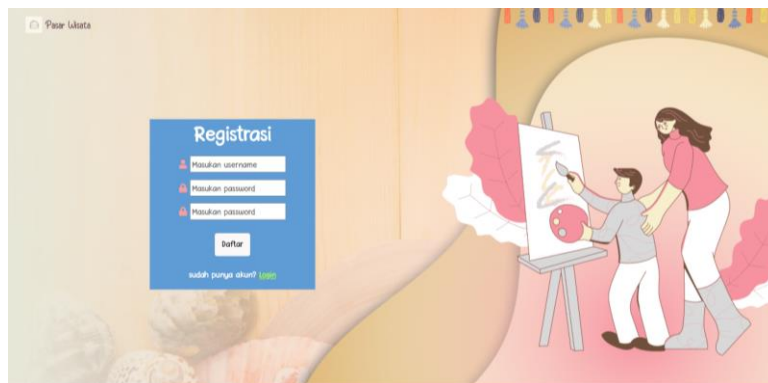 Pasar Wisata
Registrasi
Masukan username
Masukan password
Masukan password
Daftar
sudah punya akun? Login